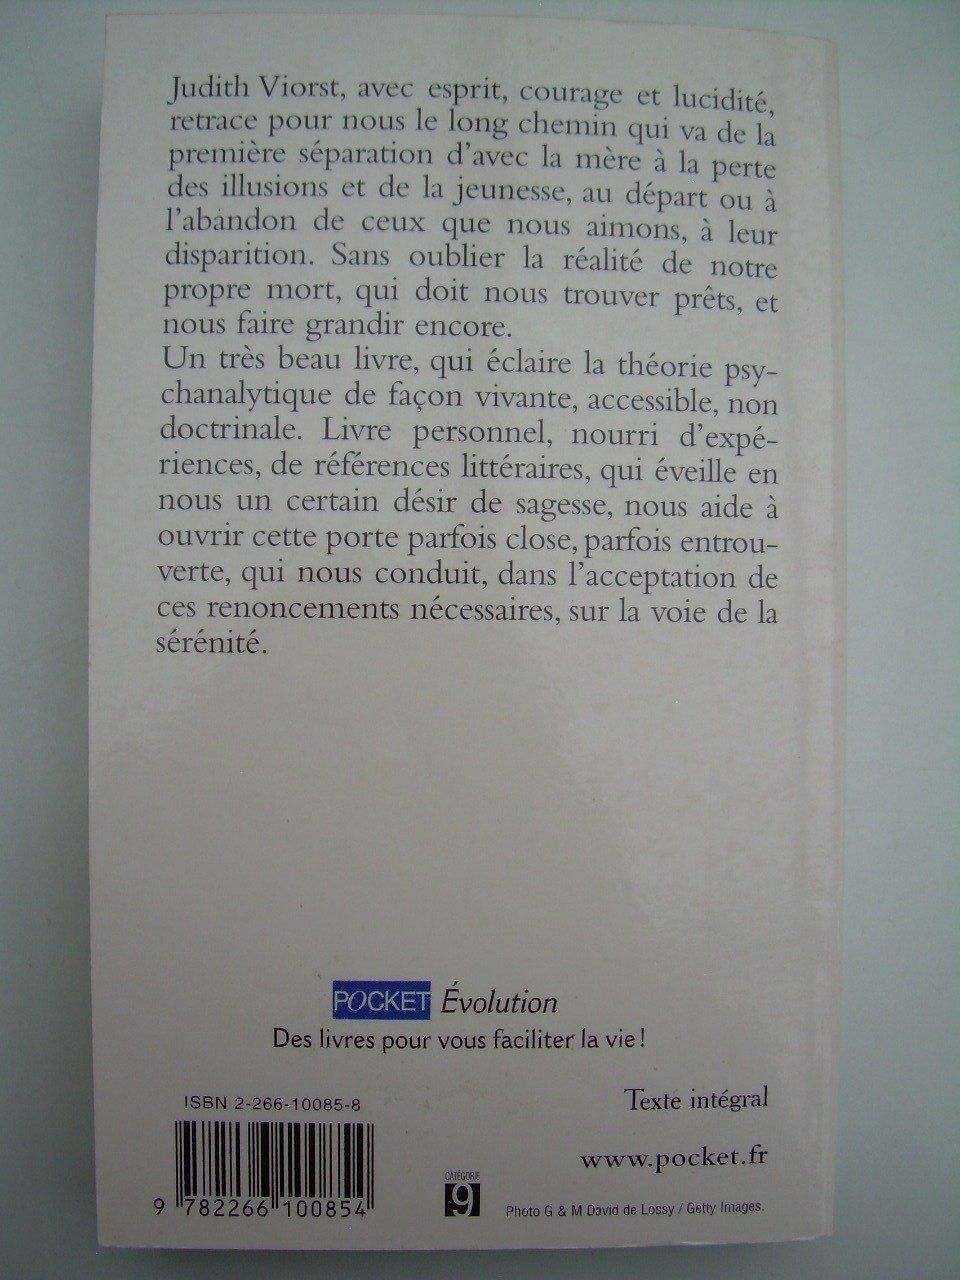 Judith Viorst, avec esprit, courage et lucidité,
retrace pour nous le long chemin qui va de la
première séparation d'avec la mère à la perte
des illusions et de la jeunesse, au départ ou à
l'abandon de ceux que nous aimons, à leur
disparition. Sans oublier la réalité de notre
propre mort, qui doit nous trouver prêts, et
nous faire grandir encore.
Un très beau livre, qui éclaire la théorie psy-
chanalytique de façon vivante, accessible, non
doctrinale. Livre personnel, nourri d'expé-
riences, de références littéraires, qui éveille en
nous un certain désir de sagesse, nous aide à
ouvrir cette porte parfois close, parfois entrou-
verte, qui nous conduit, dans l'acceptation de
ces renoncements nécessaires, sur la voie de la
sérénité.
POCKET Évolution
Des livres pour vous faciliter la vie !
ISBN 2-266-10085-8
9 782266 100854
Texte intégral
www.pocket.fr
CATÉGORIE
9
Photo G & M David de Lossy / Getty Images.